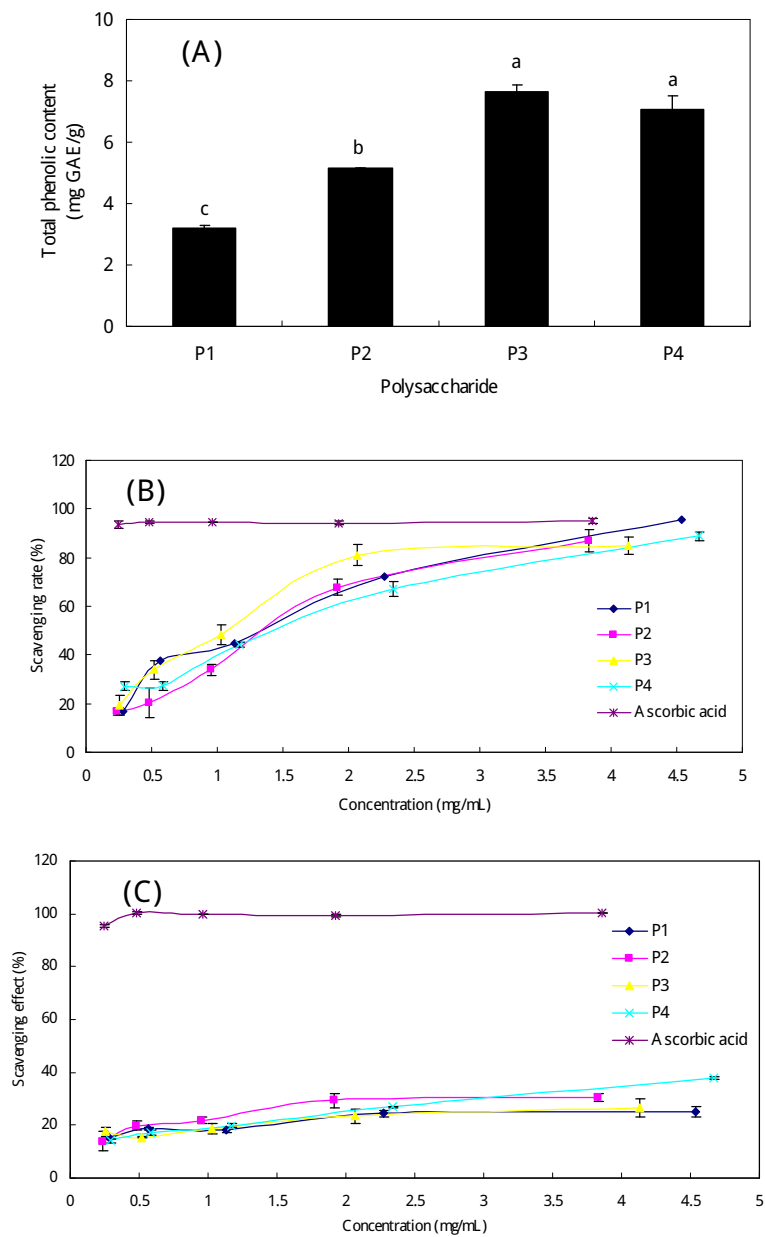 (A)
Total phenolic content
(mg GAE/g)
10
8
6
4
2
0
c
b
a
a
P1 P2 P3 P4
Polysaccharide
(B)
Scavenging rate (%)
120
100
80
60
40
20
0
P1
P2
P3
P4
A scorbic acid
0 0.5 1 1.5 2 2.5 3 3.5 4 4.5 5
Concentration (mg/mL)
(C)
Scavenging effect (%)
120
100
80
60
40
20
0
P1
P2
P3
P4
A scorbic acid
0 0.5 1 1.5 2 2.5 3 3.5 4 4.5 5
Concentration (mg/mL)